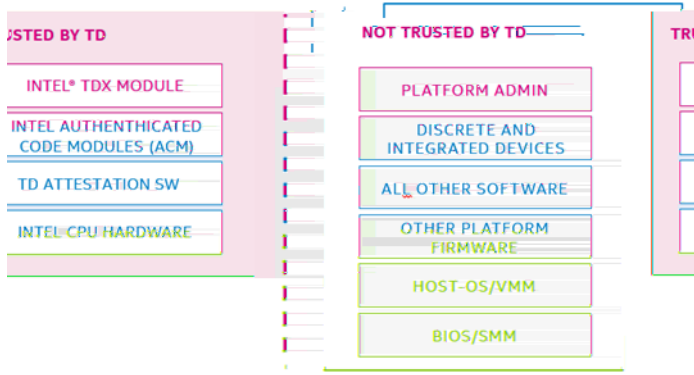 USTED BY TD
INTEL® TDX MODULE
INTEL AUTHENTHICATED
CODE MODULES (ACM)
TD ATTESTATION SW
INTEL CPU HARDWARE
NOT TRUSTED BY TD
PLATFORM ADMIN
DISCRETE AND
INTEGRATED DEVICES
ALL OTHER SOFTWARE
OTHER PLATFORM
FIRMWARE
HOST-OS/VMM
BIOS/SMM
TRU